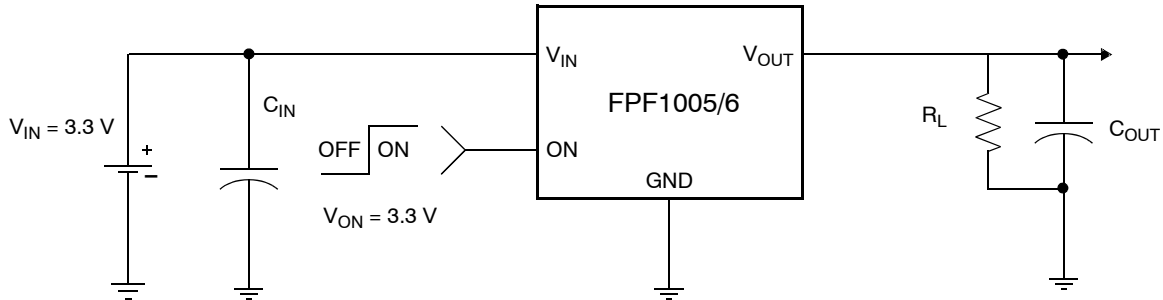 V_IN
V_OUT
FPF1005/6
C_IN
R_L
V_IN = 3.3 V
+
−
OFF
ON
ON
C_OUT
GND
V_ON = 3.3 V